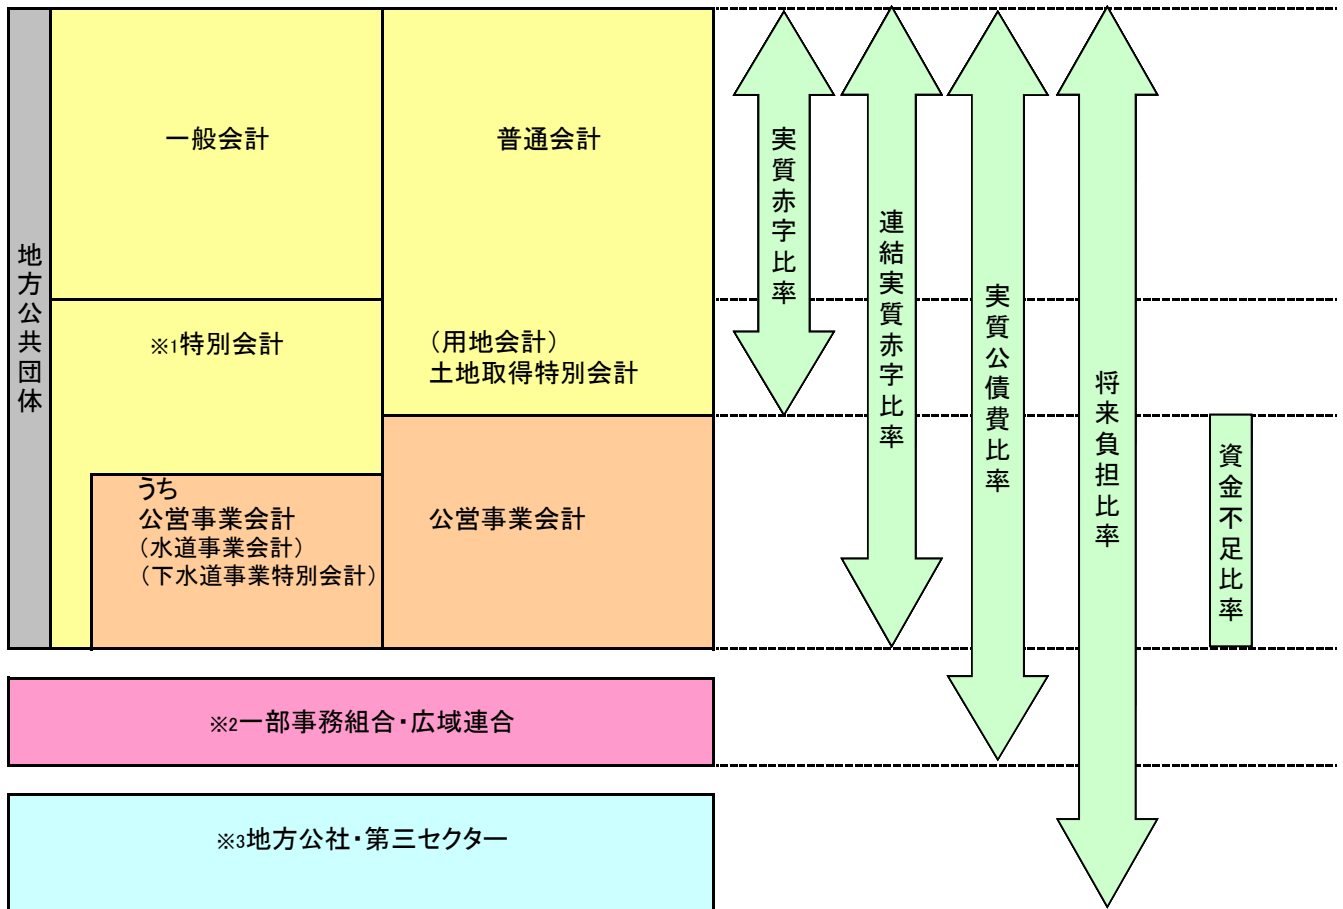 地方公共団体
一般会計
普通会計
※1特別会計
（用地会計）
土地取得特別会計
うち
公営事業会計
（水道事業会計）
（下水道事業特別会計）
公営事業会計
※2一部事務組合・広域連合
※3地方公社・第三セクター
実質赤字比率
連結実質赤字比率
実質公債費比率
将来負担比率
資金不足比率